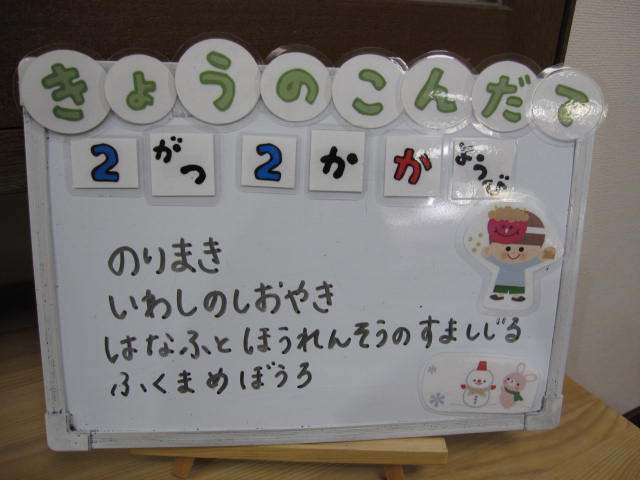 きょうのこんだて
2がつ2かかようび
のりまき
いわしのしおやき
はなふとほうれんそうのすましじる
ふくまめぼうろ